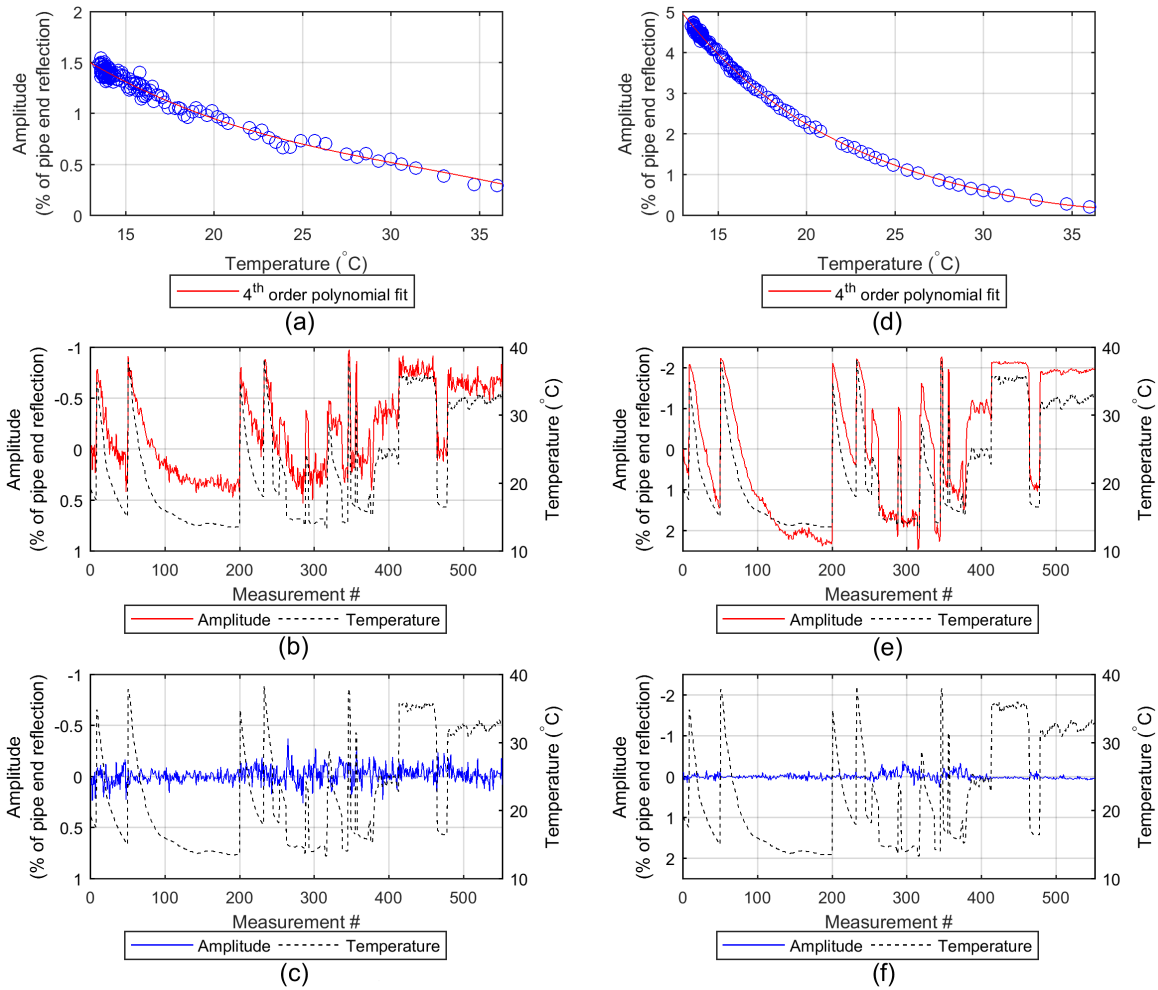 2
1.5
1
0.5
0
15
20
25
30
35
Amplitude
(% of pipe end reflection)
Temperature (°C)
4th order polynomial fit
(a)
5
4
3
2
1
0
15
20
25
30
35
Amplitude
(% of pipe end reflection)
Temperature (°C)
4th order polynomial fit
(d)
-1
-0.5
0
0.5
1
40
30
20
10
0
100
200
300
400
500
Amplitude
(% of pipe end reflection)
Temperature (°C)
Measurement #
Amplitude
Temperature
(b)
-2
-1
0
1
2
40
30
20
10
0
100
200
300
400
500
Amplitude
(% of pipe end reflection)
Temperature (°C)
Measurement #
Amplitude
Temperature
(e)
-1
-0.5
0
0.5
1
40
30
20
10
0
100
200
300
400
500
Amplitude
(% of pipe end reflection)
Temperature (°C)
Measurement #
Amplitude
Temperature
(c)
-2
-1
0
1
2
40
30
20
10
0
100
200
300
400
500
Amplitude
(% of pipe end reflection)
Temperature (°C)
Measurement #
Amplitude
Temperature
(f)